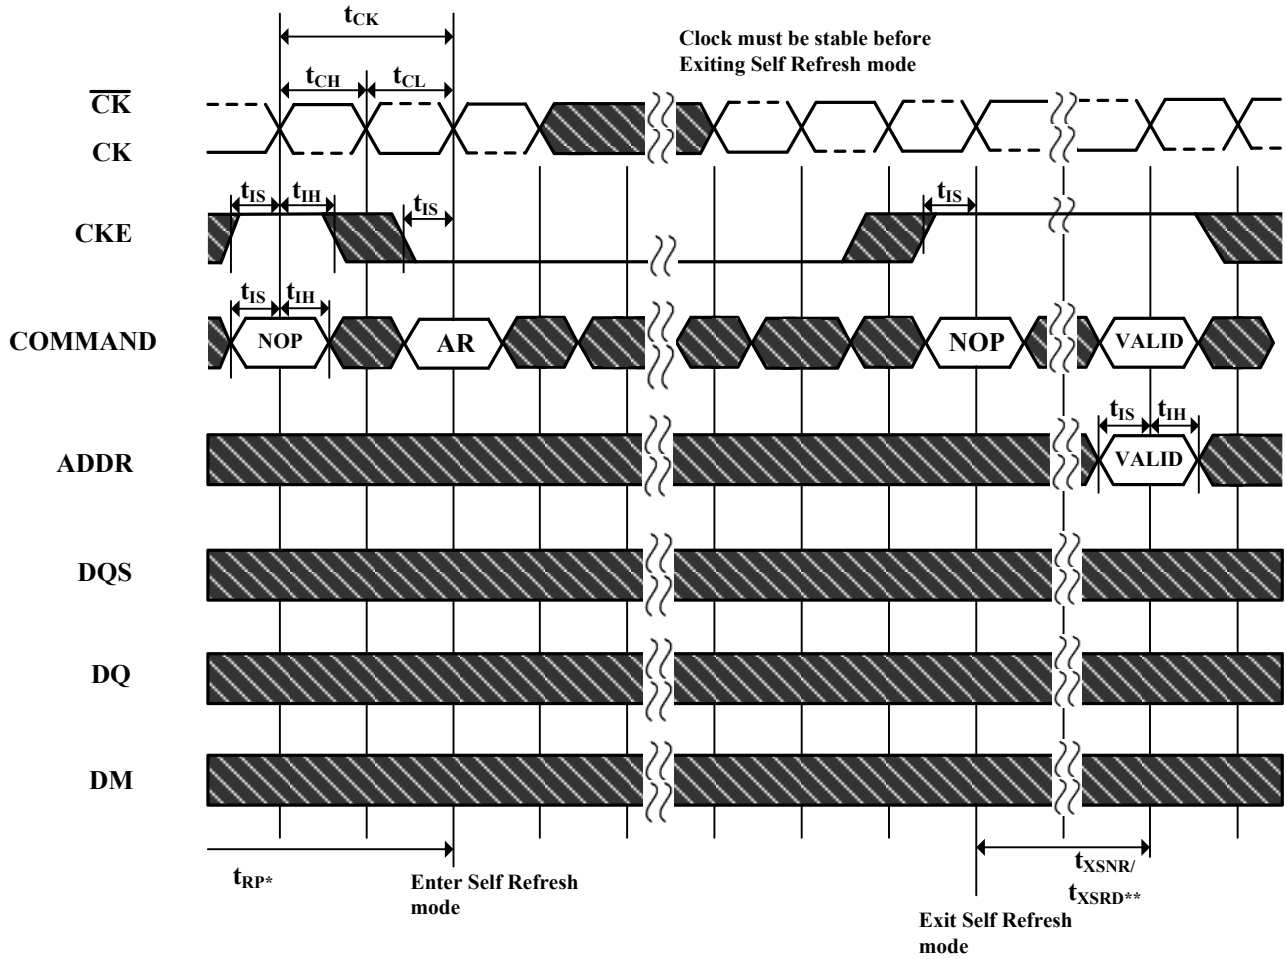 tCK
Clock must be stable before
Exiting Self Refresh mode
tCH tCL
CK
CK
tIS tIH tIS tIS
CKE
tIS tIH
COMMAND NOP AR NOP VALID
tIS tIH
ADDR VALID
DQS
DQ
DM
tRP*
Enter Self Refresh
mode
tXSNR/
tXSRD**
Exit Self Refresh
mode